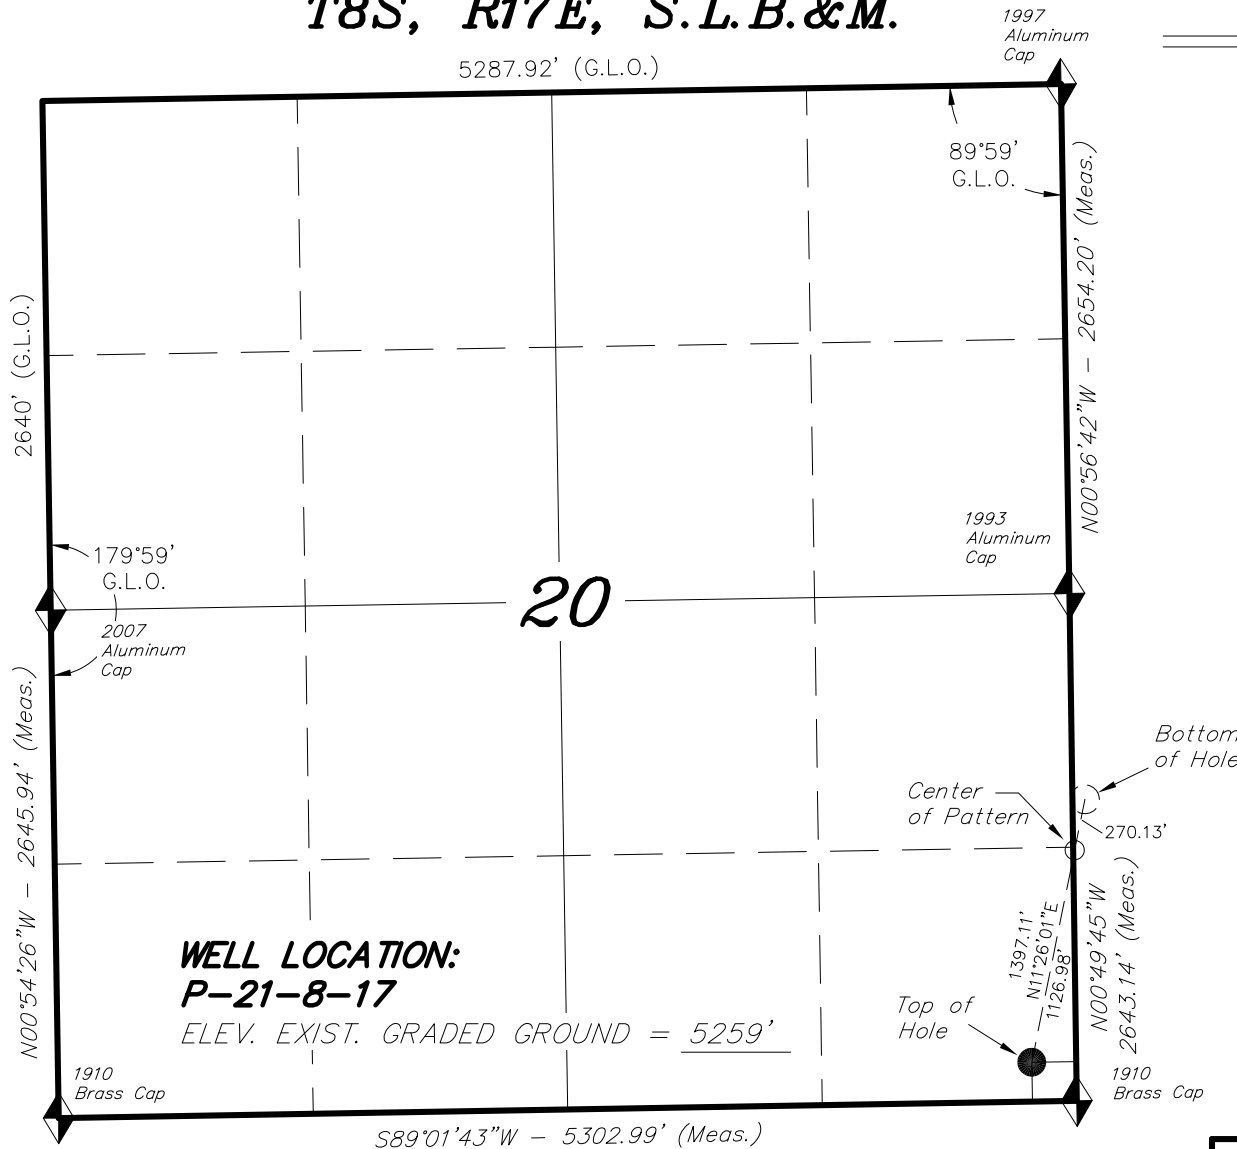 T8S, R17E, S.L.B.&M.
1997
Aluminum
Cap
5287.92' (G.L.O.)
89°59'
G.L.O.
N00°56'42"W - 2654.20' (Meas.)
2640' (G.L.O.)
1993
Aluminum
Cap
179°59'
G.L.O.
20
2007
Aluminum
Cap
N00°54'26"W - 2645.94' (Meas.)
Bottom
of Hole
Center
of Pattern
270.13'
1397.11'
N11°26'01"E
1126.98'
N00°49'45"W
2643.14' (Meas.)
WELL LOCATION:
P-21-8-17
ELEV. EXIST. GRADED GROUND = 5259'
Top of
Hole
1910
Brass Cap
1910
Brass Cap
S89°01'43"W - 5302.99' (Meas.)